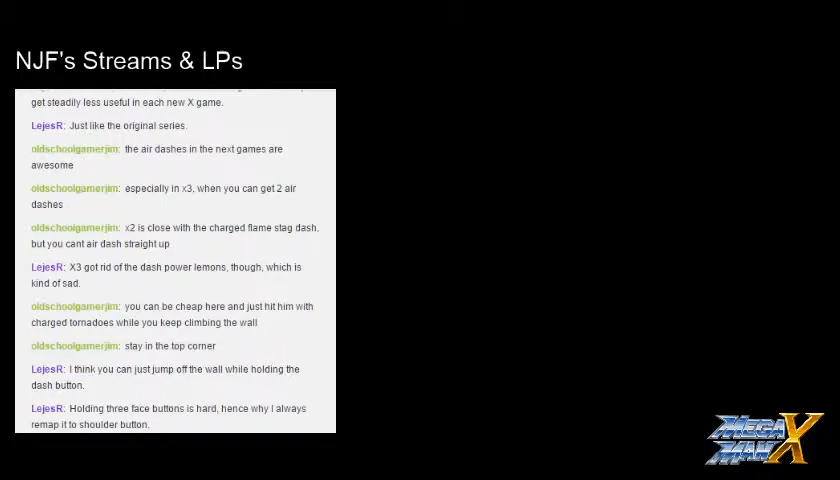 NJF's Streams & LPs
get steadily less useful in each new X game.
LejesR: Just like the original series.
oldschoolgamerjim: the air dashes in the next games are
awesome
oldschoolgamerjim: especially in x3, when you can get 2 air
dashes
oldschoolgamerjim: x2 is close with the charged flame stag dash,
but you cant air dash straight up
LejesR: X3 got rid of the dash power lemons, though, which is
kind of sad.
oldschoolgamerjim: you can be cheap here and just hit him with
charged tornadoes while you keep climbing the wall
oldschoolgamerjim: stay in the top corner
LejesR: I think you can just jump off the wall while holding the
dash button.
LejesR: Holding three face buttons is hard, hence why I always
remap it to shoulder button.
MEGA
MAN X